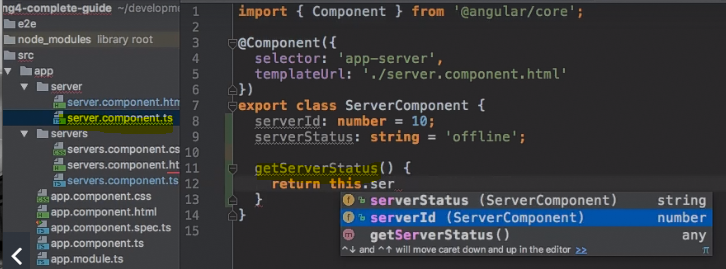 ng4-complete-guide ~/developm
e2e
node_modules library root
src
app
server
server.component.htm
server.component.ts
servers
servers.component.cs
servers.component.ht
servers.component.ts
app.component.css
app.component.html
app.component.spec.ts
app.component.ts
app.module.ts
1 import { Component } from '@angular/core';
2
3 @Component({
4 selector: 'app-server',
5 templateUrl: './server.component.html'
6 })
7 export class ServerComponent {
8 serverId: number = 10;
9 serverStatus: string = 'offline';
10
11 getServerStatus() {
12 return this.ser
13 }
14 }
15
serverStatus (ServerComponent) string
serverId (ServerComponent) number
getServerStatus() any
^↓ and ^↑ will move caret down and up in the editor >> π